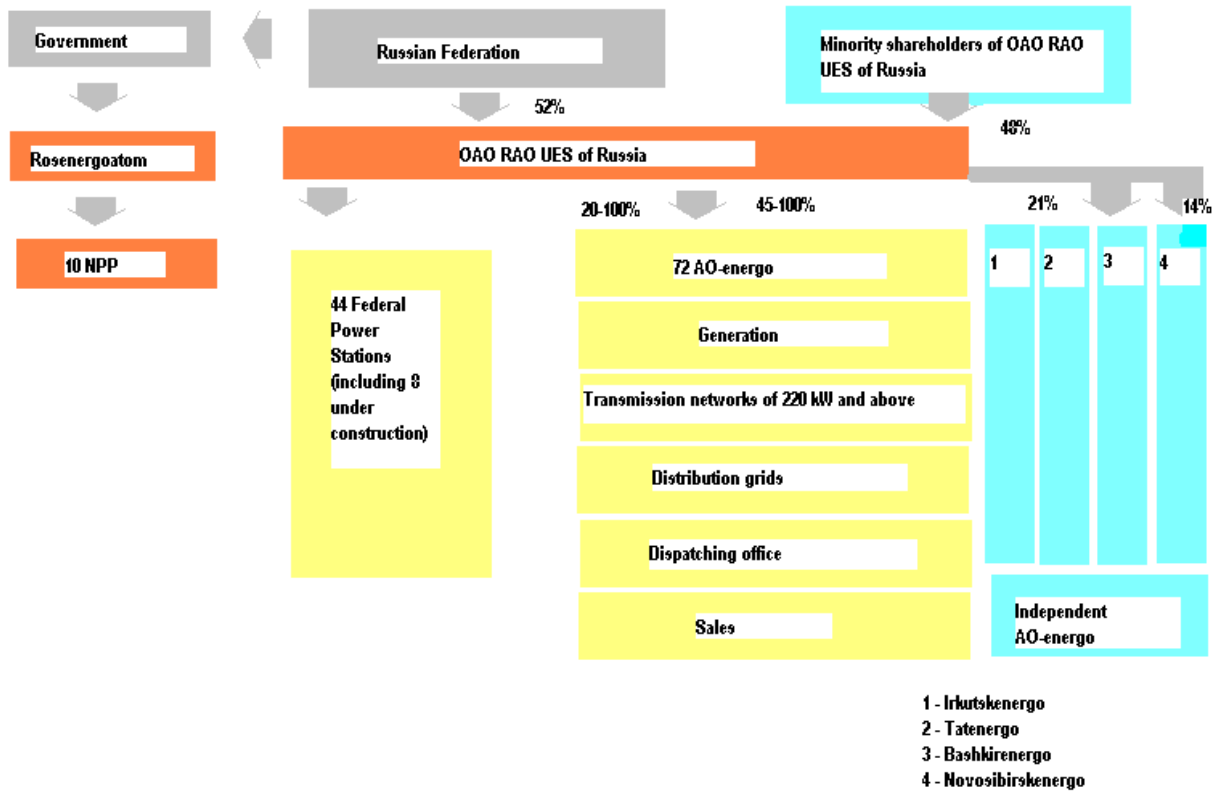 Government
Russian Federation
Minority shareholders of OAO RAO
UES of Russia
52%
48%
Rosenergoatom
OAO RAO UES of Russia
20-100%
45-100%
21%
14%
10 NPP
44 Federal
Power
Stations
(including 8
under
construction)
72 AO-energo
Generation
Transmission networks of 220 kW and above
Distribution grids
Dispatching office
Sales
1
2
3
4
Independent
AO-energo
1 - Irkutskenergo
2 - Tatenergo
3 - Bashkirenergo
4 - Novosibirskenergo